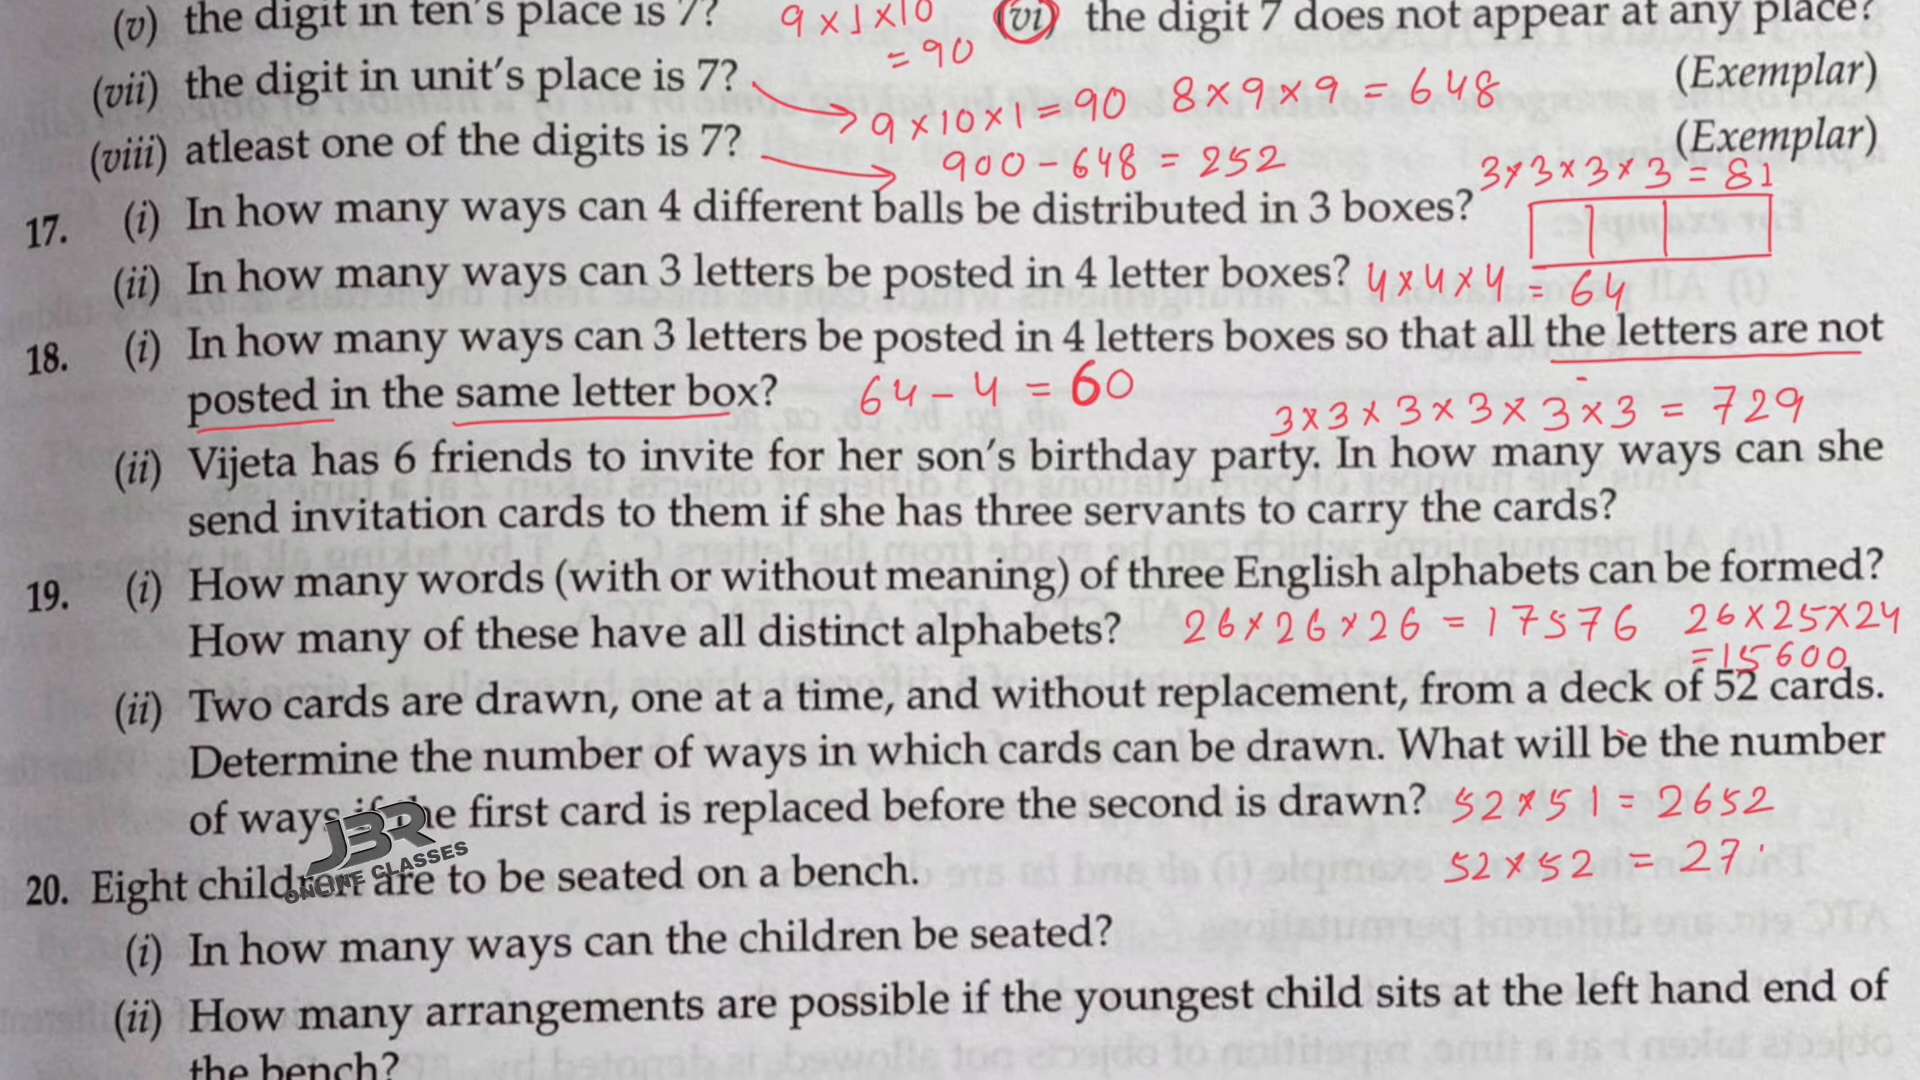 (v) the digit in ten's place is 7? 9 x 1 x 10 (vi) the digit 7 does not appear at any place?
= 90
(vii) the digit in unit's place is 7? (Exemplar)
9 x 10 x 1 = 90 8 x 9 x 9 = 648
(viii) atleast one of the digits is 7? (Exemplar)
900 - 648 = 252
3 x 3 x 3 x 3 = 81
17. (i) In how many ways can 4 different balls be distributed in 3 boxes?
(ii) In how many ways can 3 letters be posted in 4 letter boxes? 4 x 4 x 4 = 64
18. (i) In how many ways can 3 letters be posted in 4 letters boxes so that all the letters are not
posted in the same letter box? 64 - 4 = 60
3 x 3 x 3 x 3 x 3 x 3 = 729
(ii) Vijeta has 6 friends to invite for her son's birthday party. In how many ways can she
send invitation cards to them if she has three servants to carry the cards?
19. (i) How many words (with or without meaning) of three English alphabets can be formed?
How many of these have all distinct alphabets? 26 x 26 x 26 = 17576 26 x 25 x 24
= 15600
(ii) Two cards are drawn, one at a time, and without replacement, from a deck of 52 cards.
Determine the number of ways in which cards can be drawn. What will be the number
of ways if the first card is replaced before the second is drawn? 52 x 51 = 2652
52 x 52 = 27
JBR
ONLINE CLASSES
20. Eight children are to be seated on a bench.
(i) In how many ways can the children be seated?
(ii) How many arrangements are possible if the youngest child sits at the left hand end of
the bench?